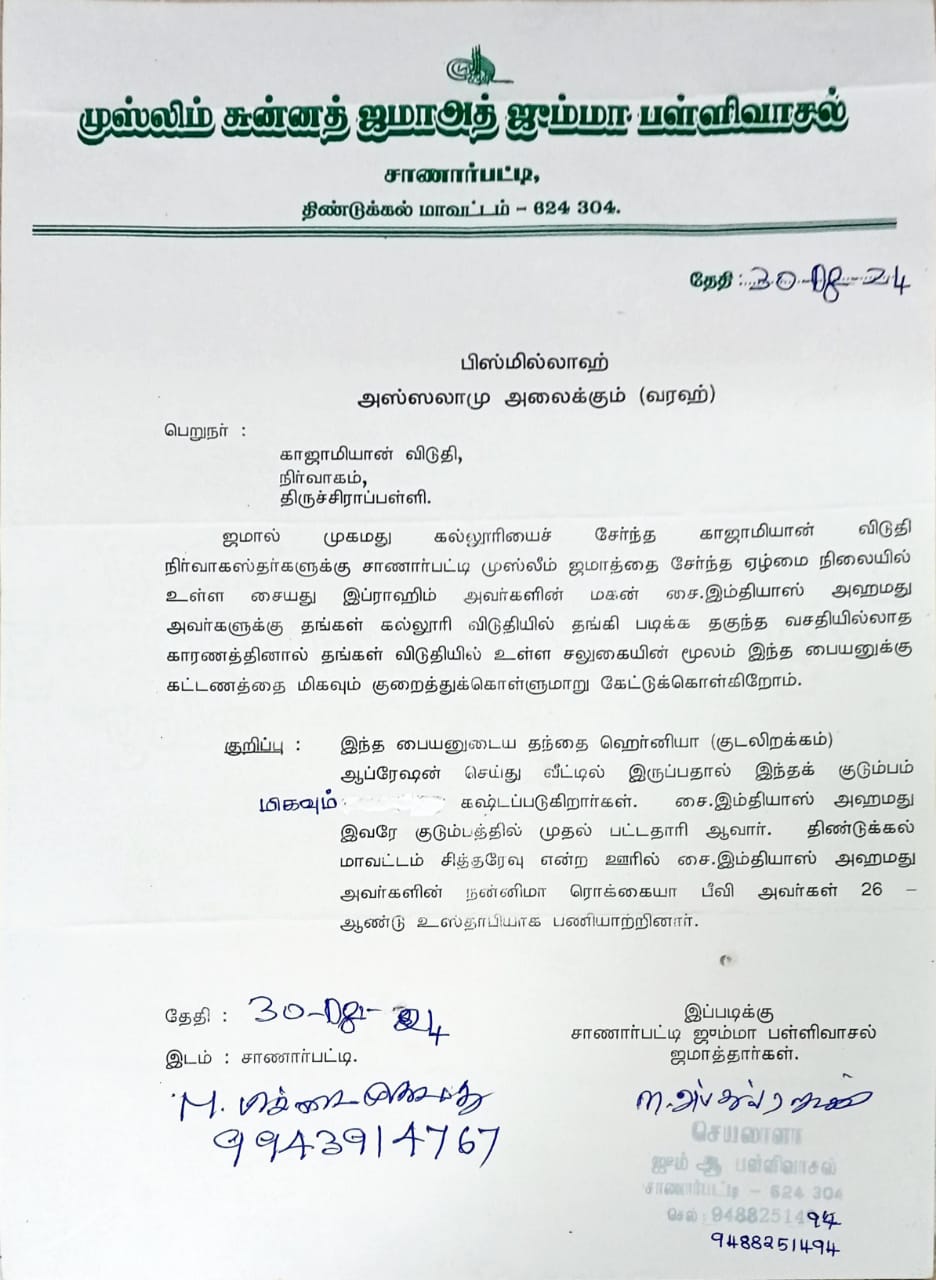 முஸ்லிம் சுன்னத் ஜமாஅத் ஜும்மா பள்ளிவாசல்
சாணார்பட்டி,
திண்டுக்கல் மாவட்டம் – 624 304.
தேதி : 30-08-24
பிஸ்மில்லாஹ்
அஸ்ஸலாமு அலைக்கும் (வரஹ்)
பெறுநர் :
காஜாமியான் விடுதி,
நிர்வாகம்,
திருச்சிராப்பள்ளி.
ஜமால் முகமது கல்லூரியைச் சேர்ந்த காஜாமியான் விடுதி
நிர்வாகஸ்தர்களுக்கு சாணார்பட்டி முஸ்லீம் ஜமாத்தை சேர்ந்த ஏழ்மை நிலையில்
உள்ள சையது இப்ராஹிம் அவர்களின் மகன் சை.இம்தியாஸ் அஹமது
அவர்களுக்கு தங்கள் கல்லூரி விடுதியில் தங்கி படிக்க தகுந்த வசதியில்லாத
காரணத்தினால் தங்கள் விடுதியில் உள்ள சலுகையின் மூலம் இந்த பையனுக்கு
கட்டணத்தை மிகவும் குறைத்துக்கொள்ளுமாறு கேட்டுக்கொள்கிறோம்.
குறிப்பு : இந்த பையனுடைய தந்தை ஹெர்னியா (குடலிறக்கம்)
ஆப்ரேஷன் செய்து வீட்டில் இருப்பதால் இந்தக் குடும்பம்
மிகவும் கஷ்டப்படுகிறார்கள். சை.இம்தியாஸ் அஹமது
இவரே குடும்பத்தில் முதல் பட்டதாரி ஆவார். திண்டுக்கல்
மாவட்டம் சித்தரேவு என்ற ஊரில் சை.இம்தியாஸ் அஹமது
அவர்களின் நன்னிமா ரொக்கையா பீவி அவர்கள் 26 –
ஆண்டு உஸ்தாபியாக பணியாற்றினார்.
தேதி : 30-08-24
இடம் : சாணார்பட்டி.
M.
9943914767
இப்படிக்கு
சாணார்பட்டி ஜும்மா பள்ளிவாசல்
ஜமாத்தார்கள்.
செயலாளர்
ஜும்ஆ பள்ளிவாசல்
சாணார்பட்டி – 624 304
செல் : 9488251494
9488251494